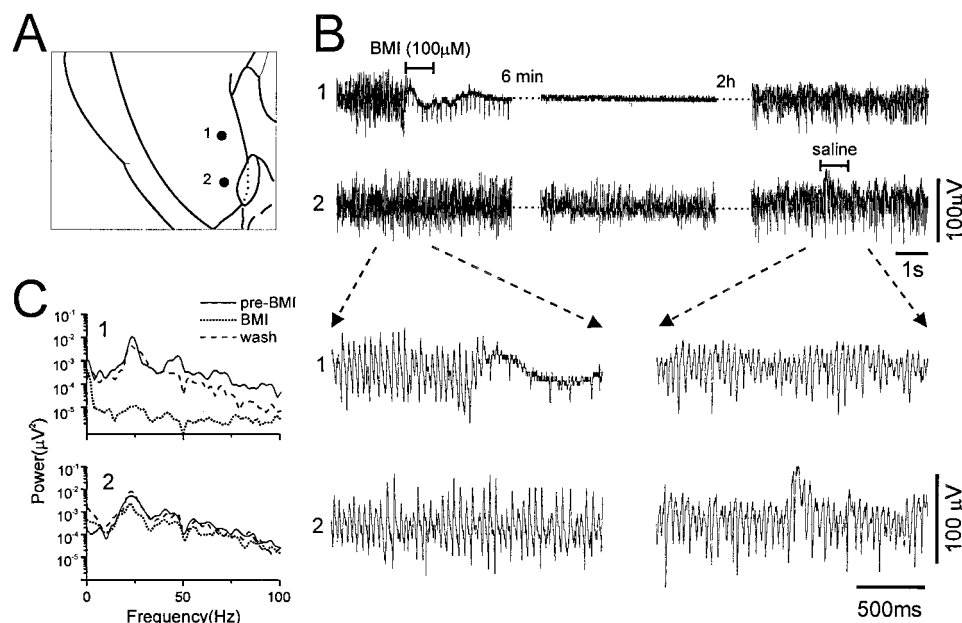 A
1
2
B
BMI (100μM)
6 min
2h
1
saline
2
100μV
1s
1
2
100 μV
500ms
C
pre-BMI
BMI
wash
1
10⁻¹
10⁻²
10⁻³
10⁻⁴
10⁻⁵
2
10⁻¹
10⁻²
10⁻³
10⁻⁴
10⁻⁵
Power(μV²)
0
50
100
Frequency(Hz)